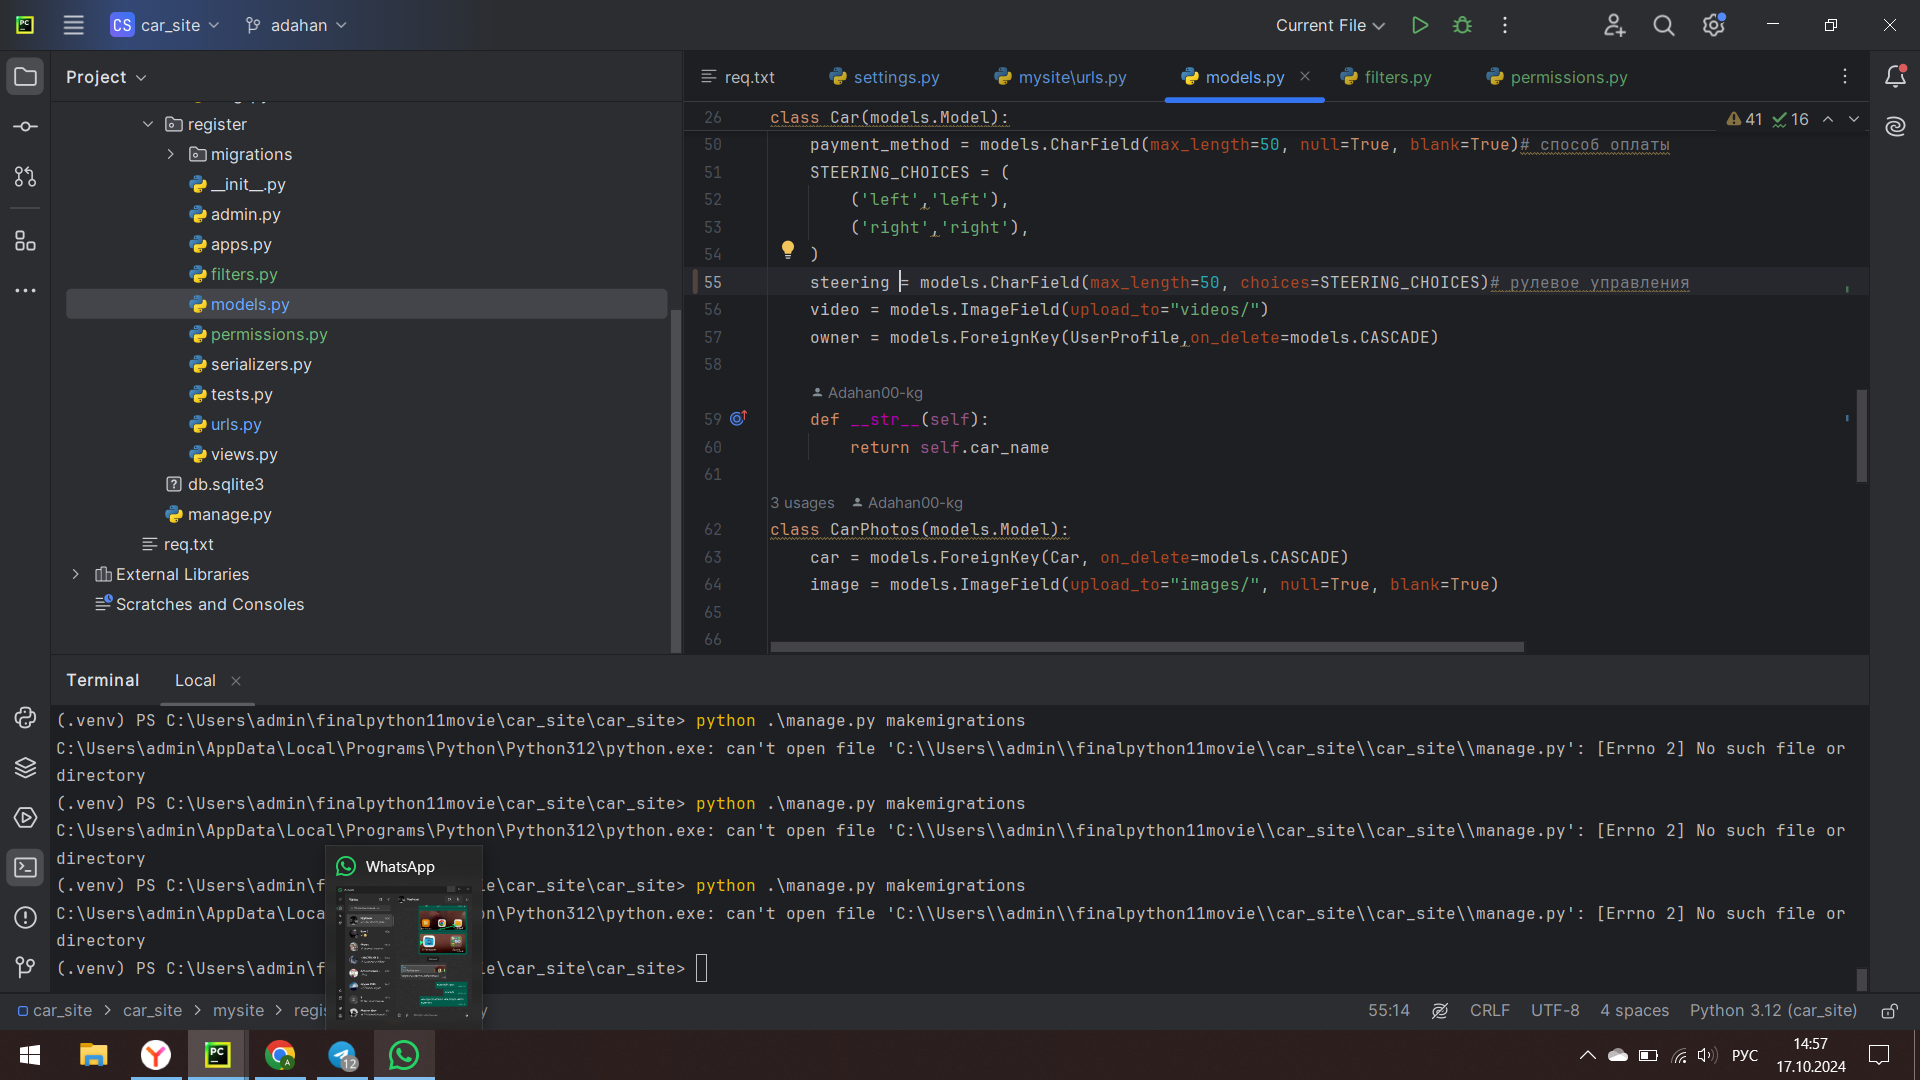 PC
CS car_site
adahan
Current File
Project
req.txt
settings.py
mysite\urls.py
models.py
filters.py
permissions.py
register
migrations
__init__.py
admin.py
apps.py
filters.py
models.py
permissions.py
serializers.py
tests.py
urls.py
views.py
db.sqlite3
manage.py
req.txt
External Libraries
Scratches and Consoles
26 class Car(models.Model):
41 16
50 payment_method = models.CharField(max_length=50, null=True, blank=True)# способ оплаты
51 STEERING_CHOICES = (
52 ('left','left'),
53 ('right','right'),
54 )
55 steering = models.CharField(max_length=50, choices=STEERING_CHOICES)# рулевое управления
56 video = models.ImageField(upload_to="videos/")
57 owner = models.ForeignKey(UserProfile,on_delete=models.CASCADE)
58
Adahan00-kg
59 def __str__(self):
60 return self.car_name
61
3 usages Adahan00-kg
62 class CarPhotos(models.Model):
63 car = models.ForeignKey(Car, on_delete=models.CASCADE)
64 image = models.ImageField(upload_to="images/", null=True, blank=True)
65
66
Terminal Local
(.venv) PS C:\Users\admin\finalpython11movie\car_site\car_site> python .\manage.py makemigrations
C:\Users\admin\AppData\Local\Programs\Python\Python312\python.exe: can't open file 'C:\\Users\\admin\\finalpython11movie\\car_site\\car_site\\manage.py': [Errno 2] No such file or
directory
(.venv) PS C:\Users\admin\finalpython11movie\car_site\car_site> python .\manage.py makemigrations
C:\Users\admin\AppData\Local\Programs\Python\Python312\python.exe: can't open file 'C:\\Users\\admin\\finalpython11movie\\car_site\\car_site\\manage.py': [Errno 2] No such file or
directory
(.venv) PS C:\Users\admin\f le\car_site\car_site> python .\manage.py makemigrations
C:\Users\admin\AppData\Loca ython\Python312\python.exe: can't open file 'C:\\Users\\admin\\finalpython11movie\\car_site\\car_site\\manage.py': [Errno 2] No such file or
directory
(.venv) PS C:\Users\admin\f le\car_site\car_site>
WhatsApp
car_site > car_site > mysite > regi y
55:14 CRLF UTF-8 4 spaces Python 3.12 (car_site)
PC
A
12
РУС
14:57
17.10.2024